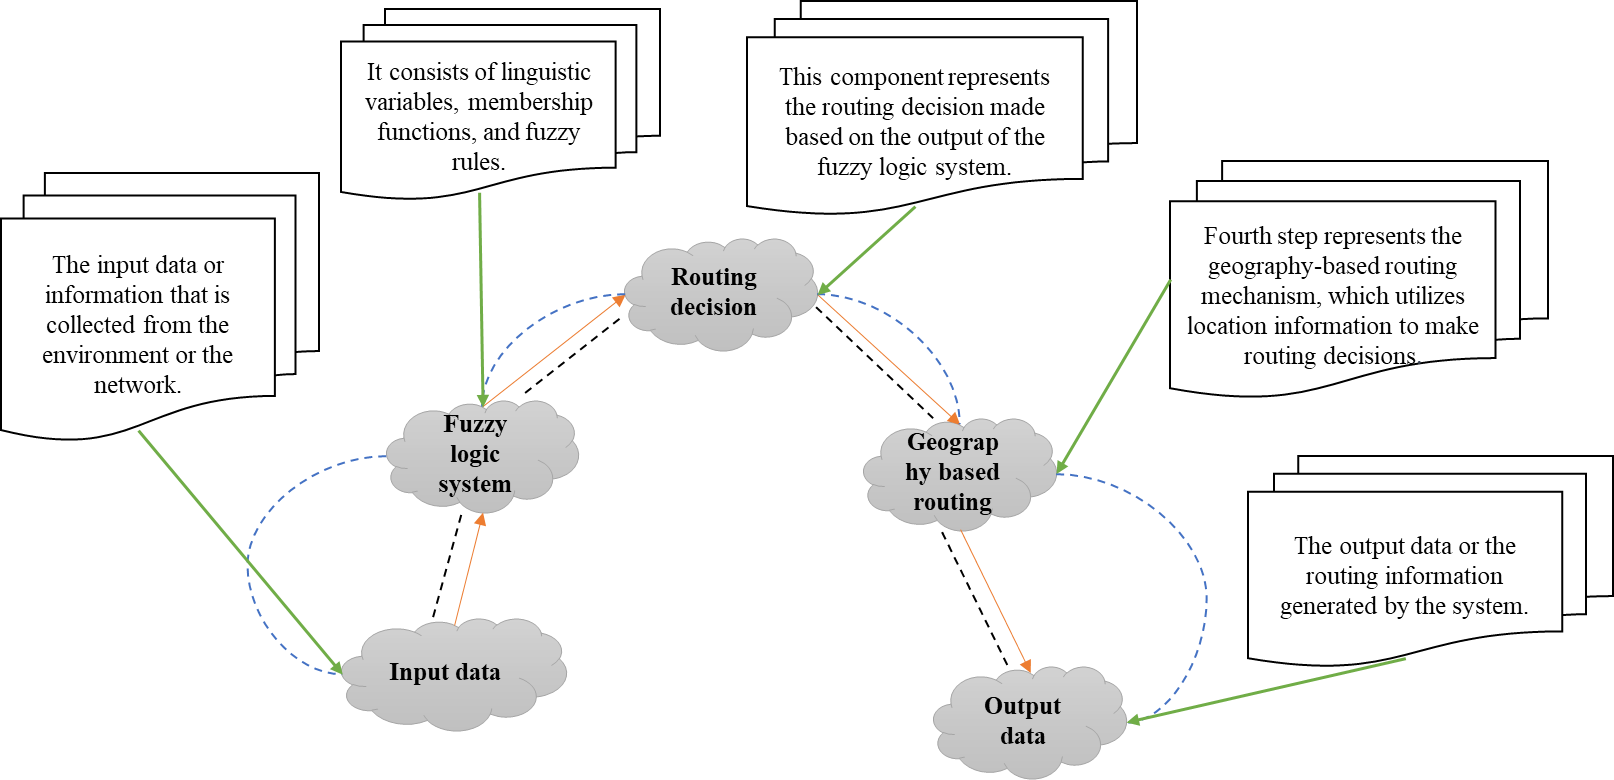 It consists of linguistic
variables, membership
functions, and fuzzy
rules.
This component represents
the routing decision made
based on the output of the
fuzzy logic system.
The input data or
information that is
collected from the
environment or the
network.
Fourth step represents the
geography-based routing
mechanism, which utilizes
location information to make
routing decisions.
Routing
decision
Fuzzy
logic
system
Geograp
hy based
routing
The output data or the
routing information
generated by the system.
Input data
Output
data